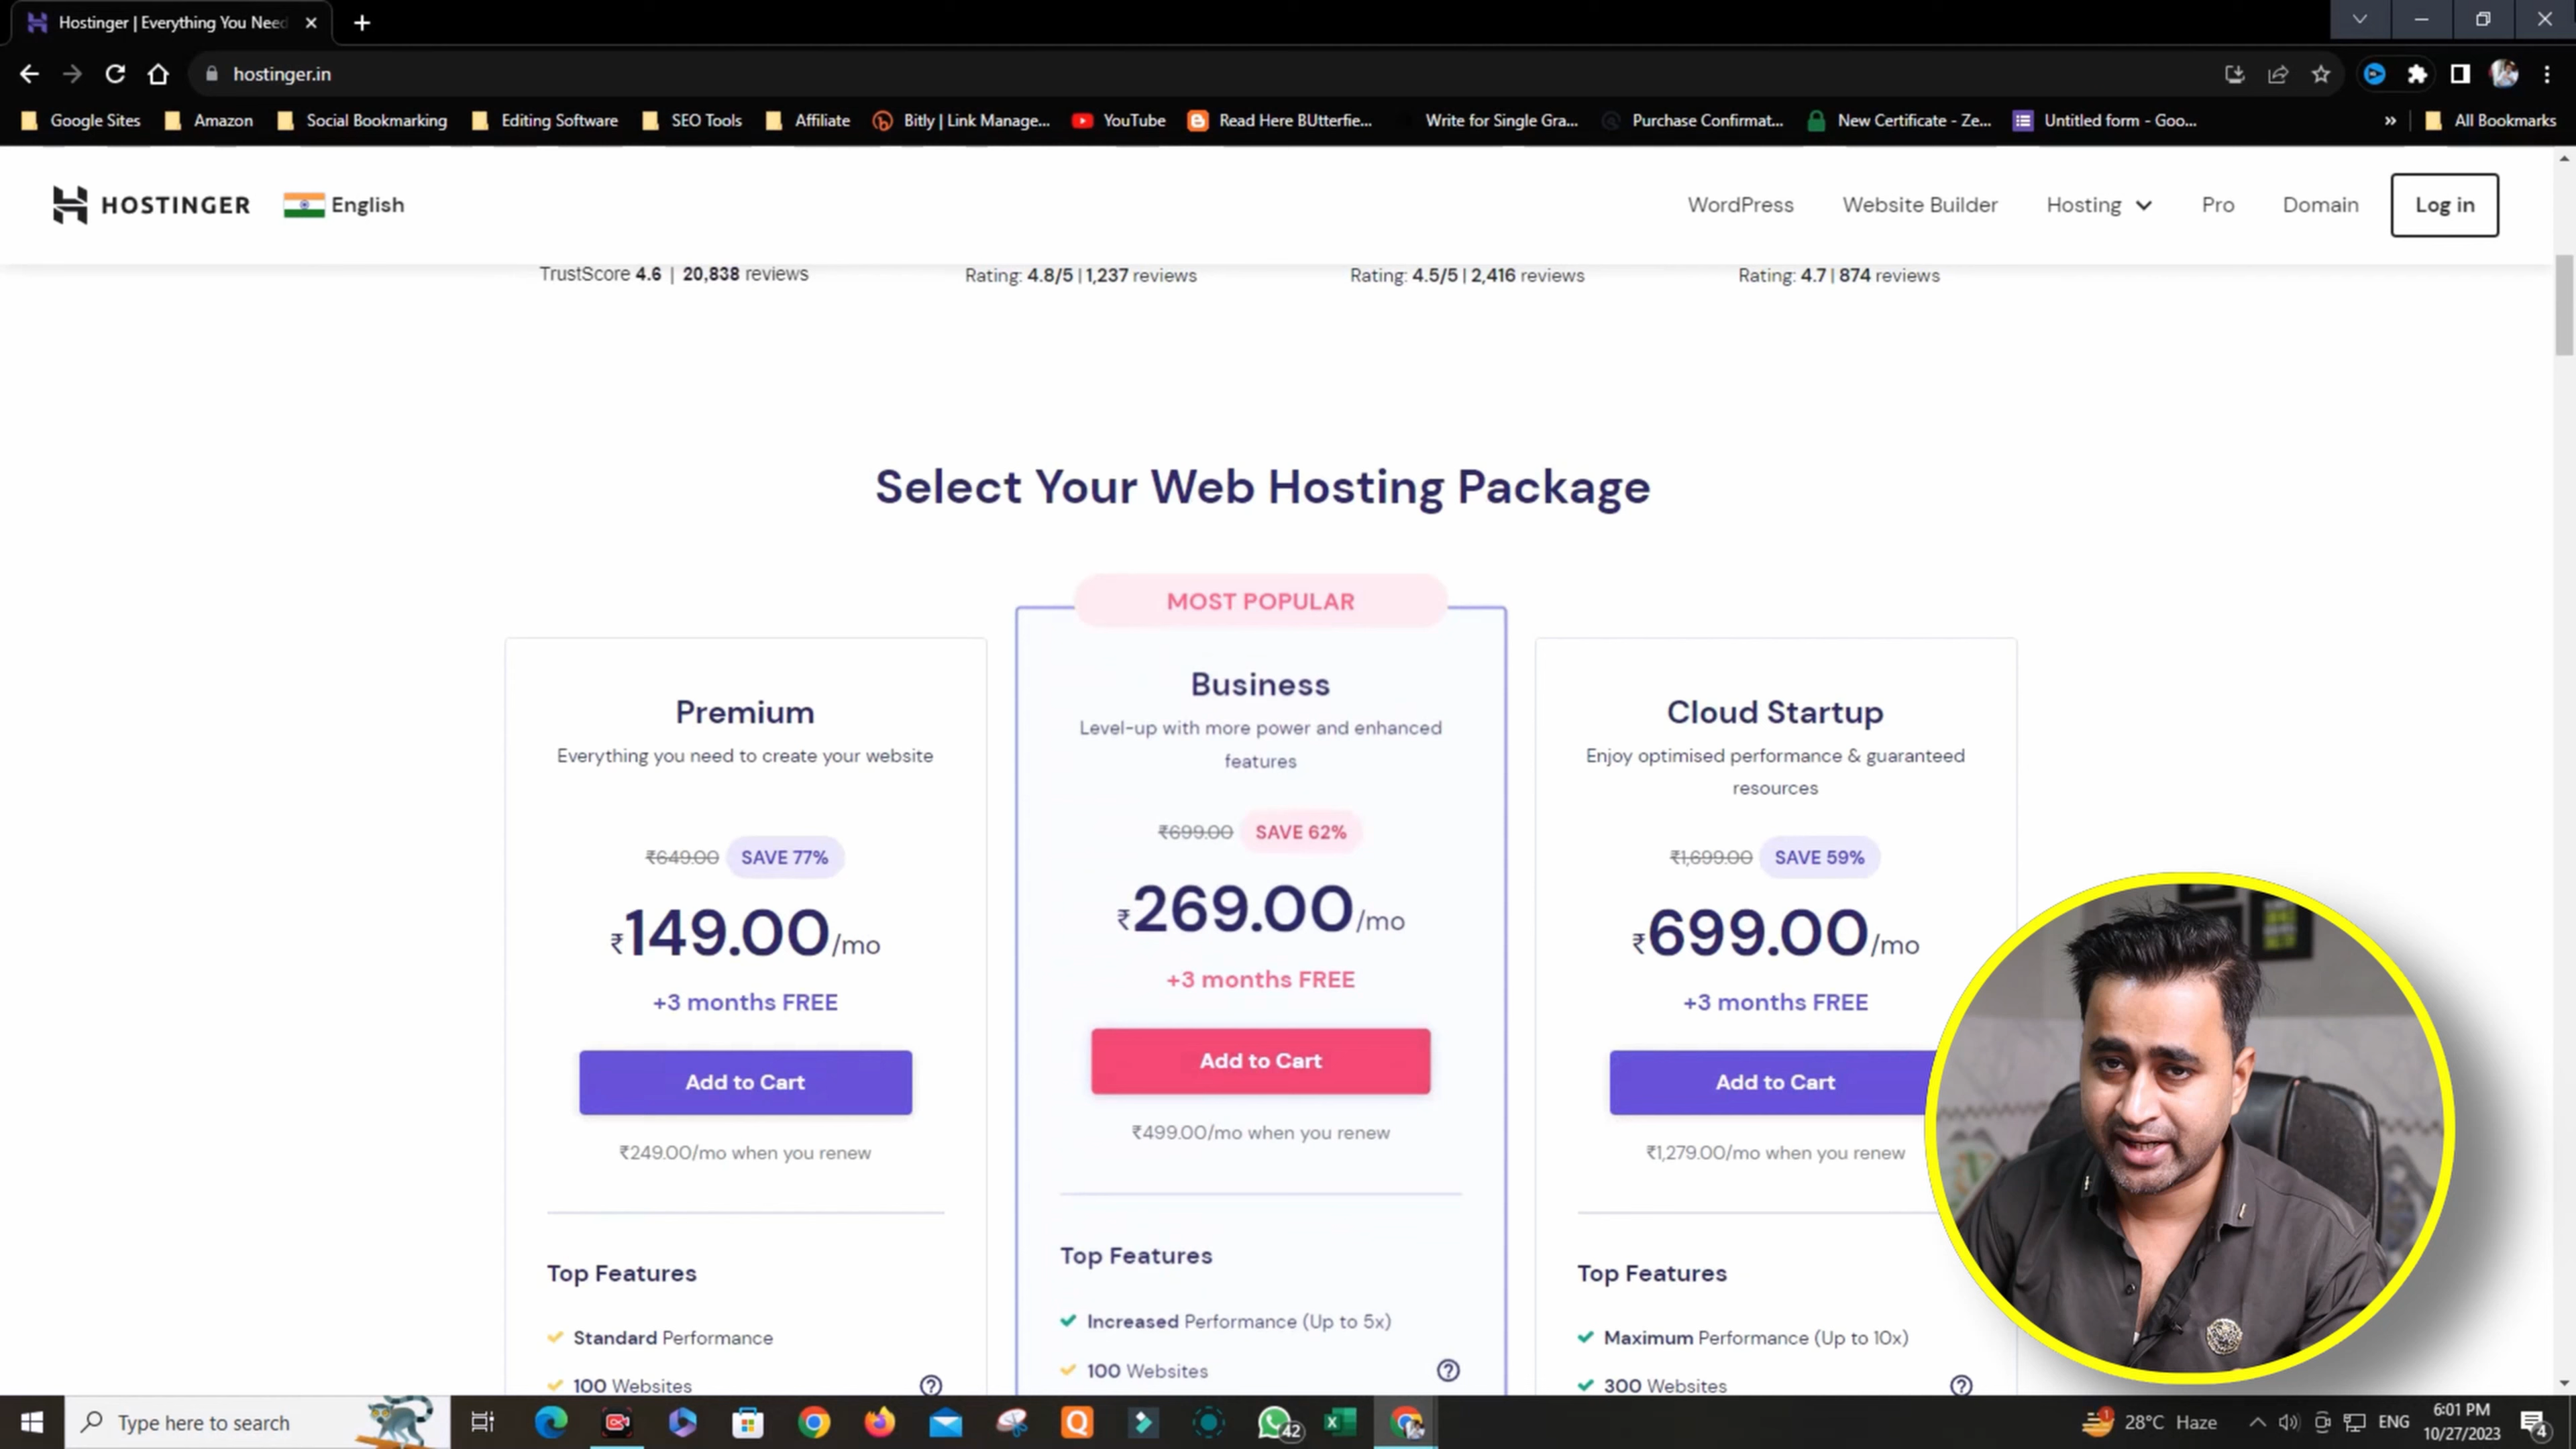 Hostinger | Everything You Need
hostinger.in
Google Sites
Amazon
Social Bookmarking
Editing Software
SEO Tools
Affiliate
Bitly | Link Manage...
YouTube
Read Here BUtterfie...
Write for Single Gra...
Purchase Confirmat...
New Certificate - Ze...
Untitled form - Goo...
»
All Bookmarks
HOSTINGER
English
WordPress
Website Builder
Hosting
Pro
Domain
Log in
TrustScore 4.6 | 20,838 reviews
Rating: 4.8/5 | 1,237 reviews
Rating: 4.5/5 | 2,416 reviews
Rating: 4.7 | 874 reviews
Select Your Web Hosting Package
Premium
Everything you need to create your website
₹649.00 SAVE 77%
₹149.00/mo
+3 months FREE
Add to Cart
₹249.00/mo when you renew
Top Features
Standard Performance
100 Websites
MOST POPULAR
Business
Level-up with more power and enhanced
features
₹699.00 SAVE 62%
₹269.00/mo
+3 months FREE
Add to Cart
₹499.00/mo when you renew
Top Features
Increased Performance (Up to 5x)
100 Websites
Cloud Startup
Enjoy optimised performance & guaranteed
resources
₹1,699.00 SAVE 59%
₹699.00/mo
+3 months FREE
Add to Cart
₹1,279.00/mo when you renew
Top Features
Maximum Performance (Up to 10x)
300 Websites
Type here to search
42
1
28°C Haze
ENG
6:01 PM
10/27/2023
4